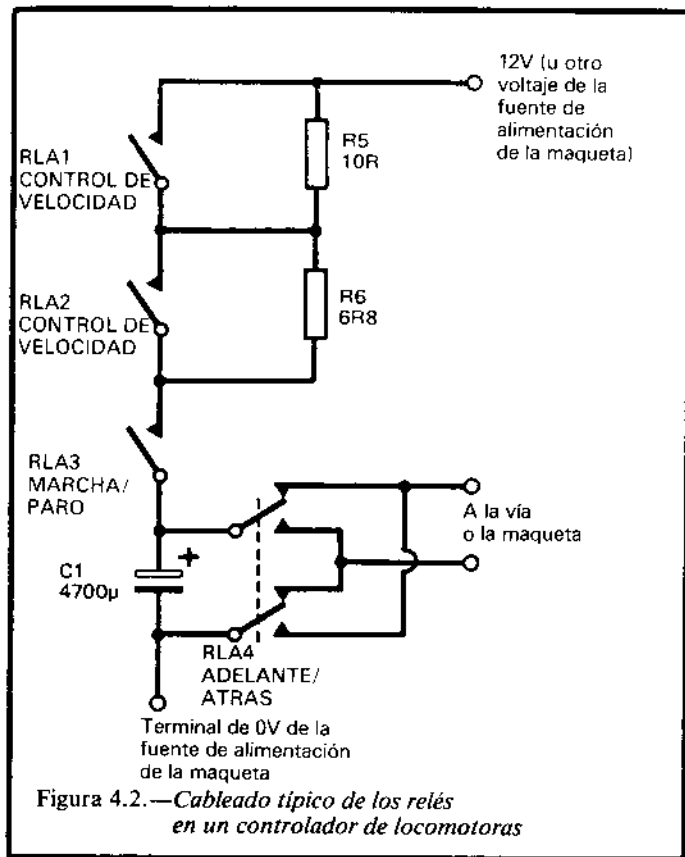 12V (u otro
voltaje de la
fuente de
alimentación
de la maqueta)
R5
10R
RLA1
CONTROL DE
VELOCIDAD
R6
6R8
RLA2
CONTROL DE
VELOCIDAD
RLA3
MARCHA/
PARO
A la vía
o la maqueta
+
C1
4700µ
RLA4
ADELANTE/
ATRAS
Terminal de 0V de la
fuente de alimentación
de la maqueta
Figura 4.2.—Cableado típico de los relés
en un controlador de locomotoras